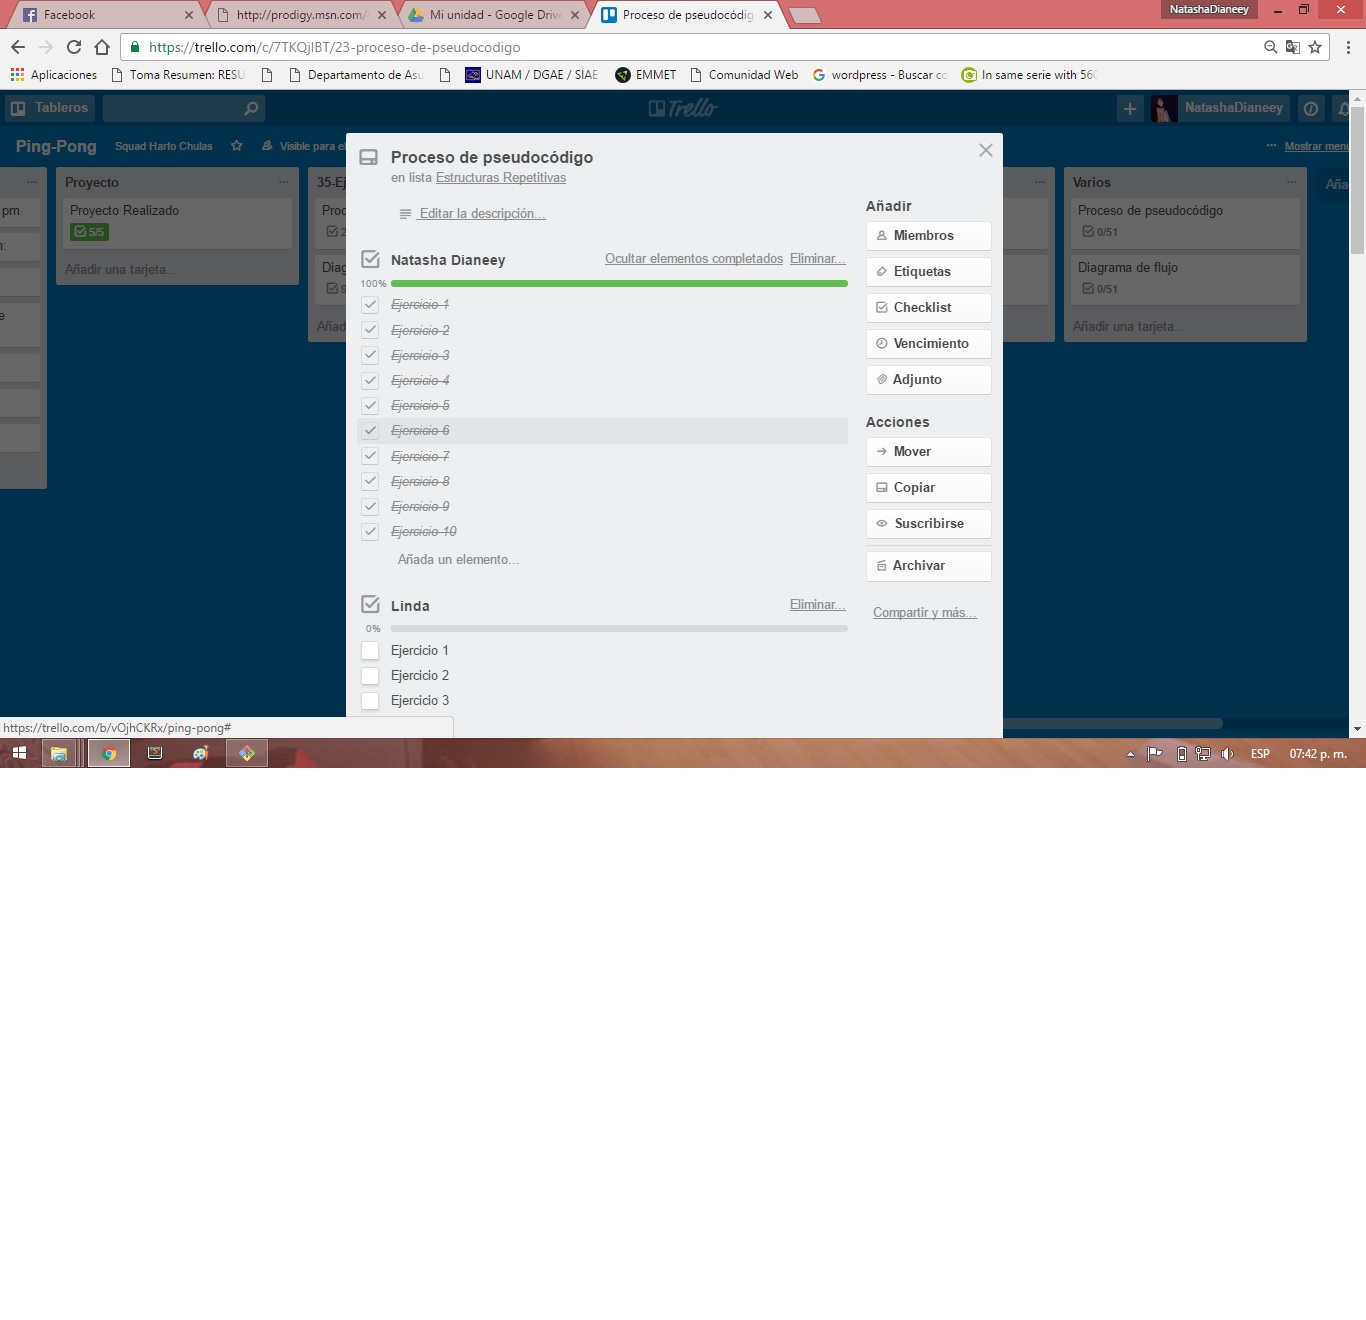 NatashaDianeey
Facebook
http://prodigy.msn.com/
Mi unidad - Google Drive
Proceso de pseudocódig
https://trello.com/c/7TKQjIBT/23-proceso-de-pseudocodigo
Aplicaciones
Toma Resumen: RESU
Departamento de Asu
UNAM / DGAE / SIAE
EMMET
Comunidad Web
wordpress - Buscar co
In same serie with 560
Tableros
Trello
NatashaDianeey
Ping-Pong
Squad Harto Chulas
Visible para el
Mostrar menú
pm
Proyecto
Proyecto Realizado
5/5
Añadir una tarjeta...
35-Ej
Proc
2
Diag
9
Añad
Proceso de pseudocódigo
en lista Estructuras Repetitivas
Editar la descripción...
Natasha Dianeey
Ocultar elementos completados Eliminar...
100%
Ejercicio 1
Ejercicio 2
Ejercicio 3
Ejercicio 4
Ejercicio 5
Ejercicio 6
Ejercicio 7
Ejercicio 8
Ejercicio 9
Ejercicio 10
Añada un elemento...
Linda
Eliminar...
0%
Ejercicio 1
Ejercicio 2
Ejercicio 3
Añadir
Miembros
Etiquetas
Checklist
Vencimiento
Adjunto
Acciones
Mover
Copiar
Suscribirse
Archivar
Compartir y más...
Varios
Proceso de pseudocódigo
0/51
Diagrama de flujo
0/51
Añadir una tarjeta...
Aña
https://trello.com/b/vOjhCKRx/ping-pong#
ESP
07:42 p. m.